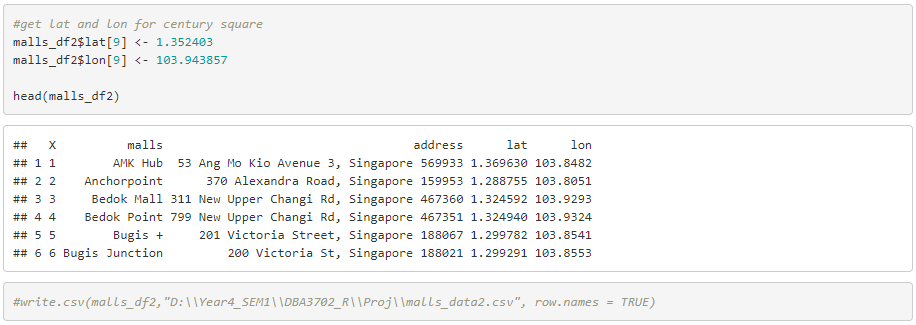 #get lat and lon for century square
malls_df2$lat[9] <- 1.352403
malls_df2$lon[9] <- 103.943857
head(malls_df2)
##   X          malls                                  address      lat      lon
## 1 1        AMK Hub  53 Ang Mo Kio Avenue 3, Singapore 569933 1.369630 103.8482
## 2 2    Anchorpoint      370 Alexandra Road, Singapore 159953 1.288755 103.8051
## 3 3     Bedok Mall 311 New Upper Changi Rd, Singapore 467360 1.324592 103.9293
## 4 4    Bedok Point 799 New Upper Changi Rd, Singapore 467351 1.324940 103.9324
## 5 5        Bugis +     201 Victoria Street, Singapore 188067 1.299782 103.8541
## 6 6 Bugis Junction         200 Victoria St, Singapore 188021 1.299291 103.8553
#write.csv(malls_df2,"D:\\Year4_SEM1\\DBA3702_R\\Proj\\malls_data2.csv", row.names = TRUE)